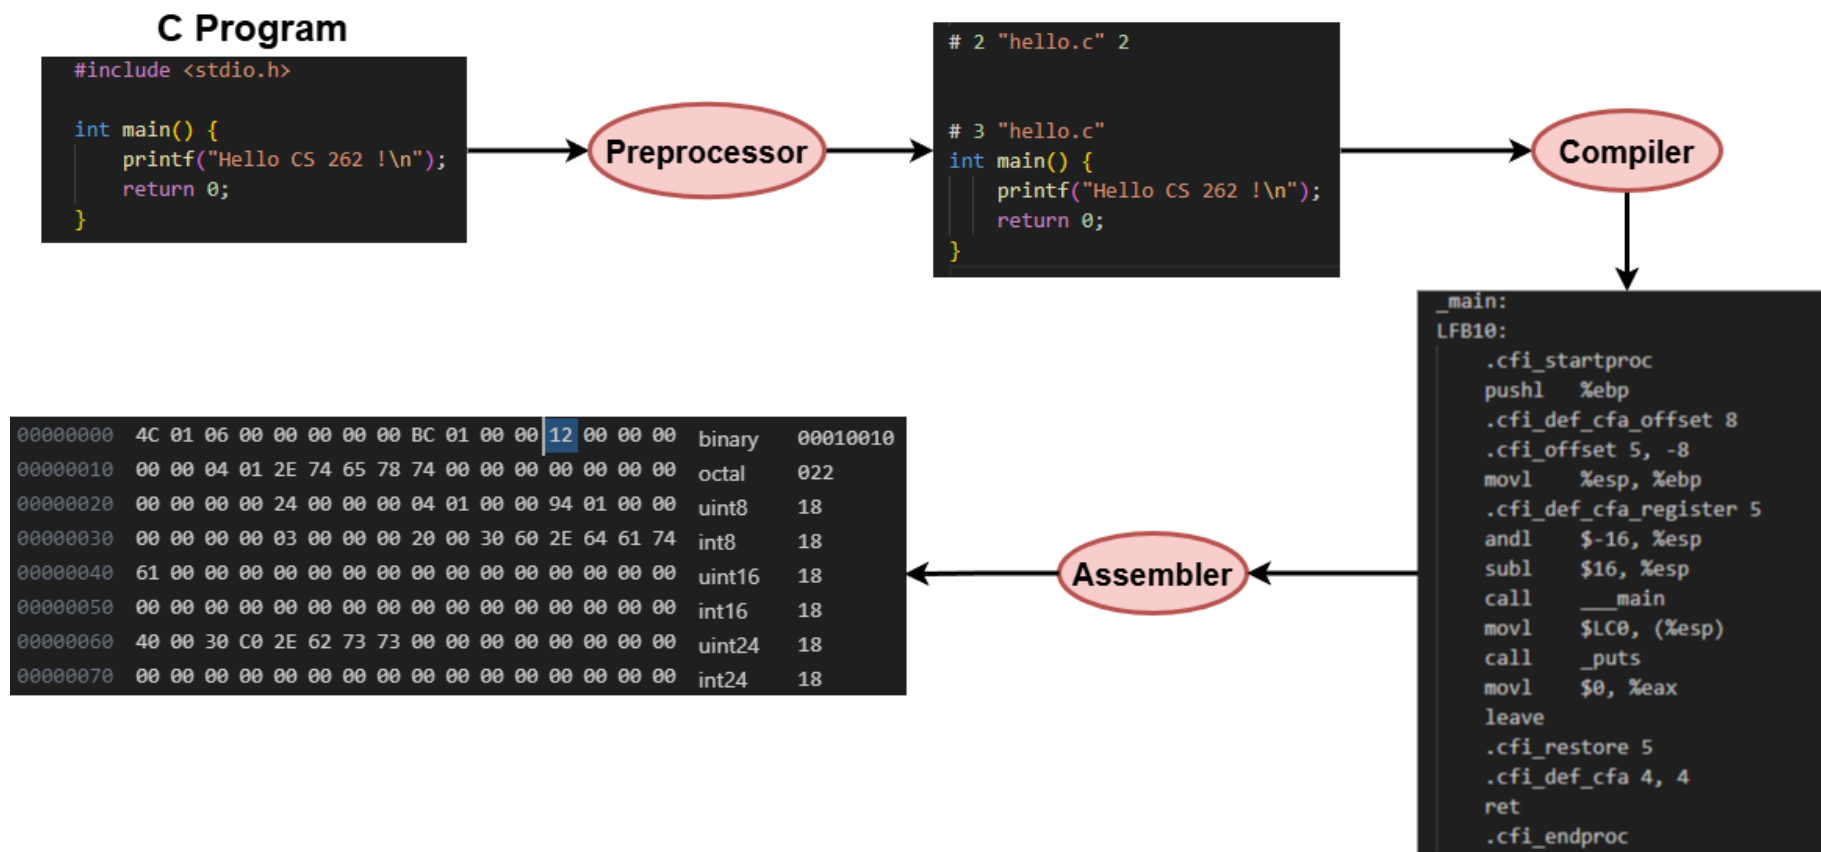 C Program
#include <stdio.h>
int main() {
printf("Hello CS 262 !\n");
return 0;
}
Preprocessor
# 2 "hello.c" 2
# 3 "hello.c"
int main() {
printf("Hello CS 262 !\n");
return 0;
}
Compiler
_main:
LFB10:
.cfi_startproc
pushl %ebp
.cfi_def_cfa_offset 8
.cfi_offset 5, -8
movl %esp, %ebp
.cfi_def_cfa_register 5
andl $-16, %esp
subl $16, %esp
call ___main
movl $LC0, (%esp)
call _puts
movl $0, %eax
leave
.cfi_restore 5
.cfi_def_cfa 4, 4
ret
.cfi_endproc
Assembler
00000000 4C 01 06 00 00 00 00 00 BC 01 00 00 12 00 00 00 binary 00010010
00000010 00 00 04 01 2E 74 65 78 74 00 00 00 00 00 00 00 octal 022
00000020 00 00 00 00 24 00 00 00 04 01 00 00 94 01 00 00 uint8 18
00000030 00 00 00 00 03 00 00 00 20 00 30 60 2E 64 61 74 int8 18
00000040 61 00 00 00 00 00 00 00 00 00 00 00 00 00 00 00 uint16 18
00000050 00 00 00 00 00 00 00 00 00 00 00 00 00 00 00 00 int16 18
00000060 40 00 30 C0 2E 62 73 73 00 00 00 00 00 00 00 00 uint24 18
00000070 00 00 00 00 00 00 00 00 00 00 00 00 00 00 00 00 int24 18